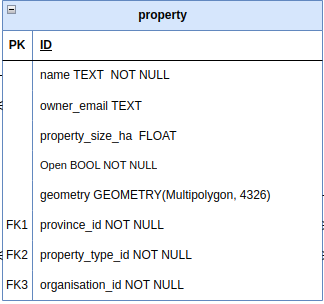 property
PK ID
name TEXT NOT NULL
owner_email TEXT
property_size_ha FLOAT
Open BOOL NOT NULL
geometry GEOMETRY(Multipolygon, 4326)
FK1 province_id NOT NULL
FK2 property_type_id NOT NULL
FK3 organisation_id NOT NULL